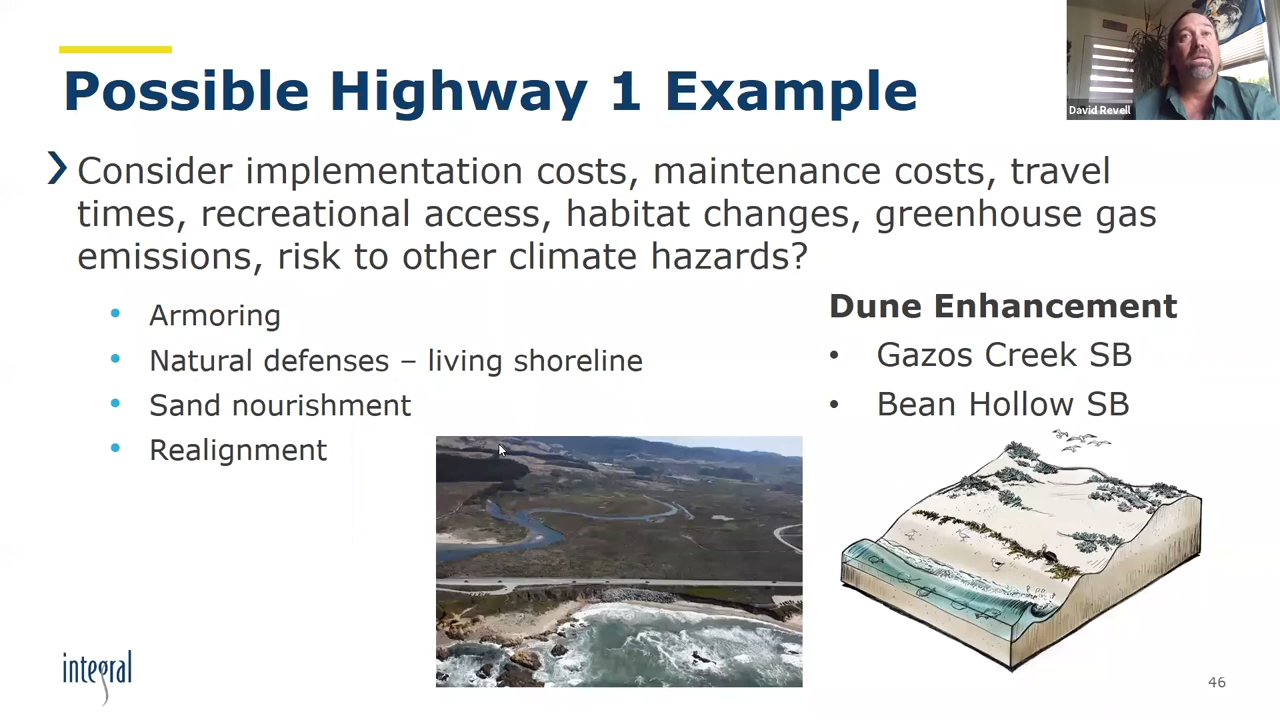 Possible Highway 1 Example
David Revell
Consider implementation costs, maintenance costs, travel
times, recreational access, habitat changes, greenhouse gas
emissions, risk to other climate hazards?
• Armoring
• Natural defenses – living shoreline
• Sand nourishment
• Realignment
Dune Enhancement
• Gazos Creek SB
• Bean Hollow SB
integral
46